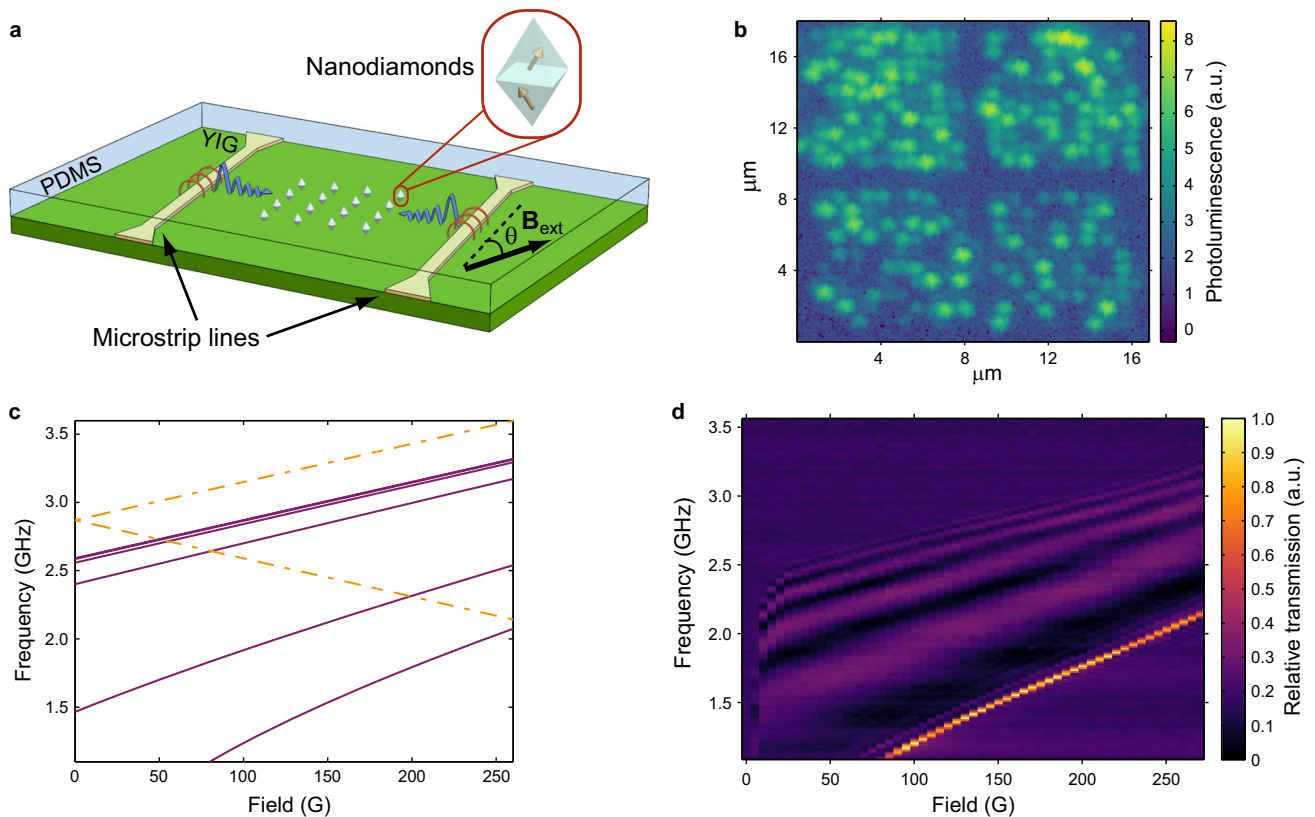 a
Nanodiamonds
YIG
PDMS
θ
B_ext
Microstrip lines
b
16
12
8
4
μm
4
8
12
16
μm
8
7
6
5
4
3
2
1
0
Photoluminescence (a.u.)
c
3.5
3.0
2.5
2.0
1.5
Frequency (GHz)
0
50
100
150
200
250
Field (G)
d
3.5
3.0
2.5
2.0
1.5
Frequency (GHz)
0
50
100
150
200
250
Field (G)
1.0
0.9
0.8
0.7
0.6
0.5
0.4
0.3
0.2
0.1
0
Relative transmission (a.u.)